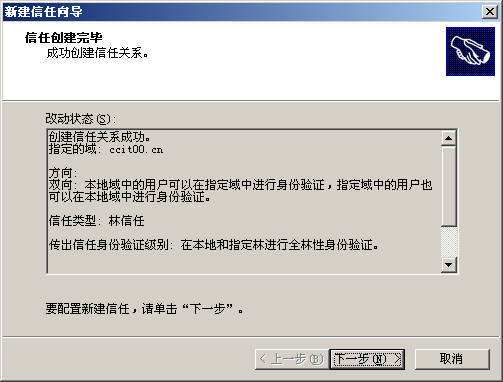 新建信任向导
信任创建完毕
成功创建信任关系。
改动状态(S):
创建信任关系成功。
指定的域: ccit00.cn
方向:
双向: 本地域中的用户可以在指定域中进行身份验证，指定域中的用户也
可以在本地域中进行身份验证。
信任类型: 林信任
传出信任身份验证级别: 在本地和指定林进行全林性身份验证。
要配置新建信任，请单击“下一步”。
< 上一步(B) 下一步(N) > 取消